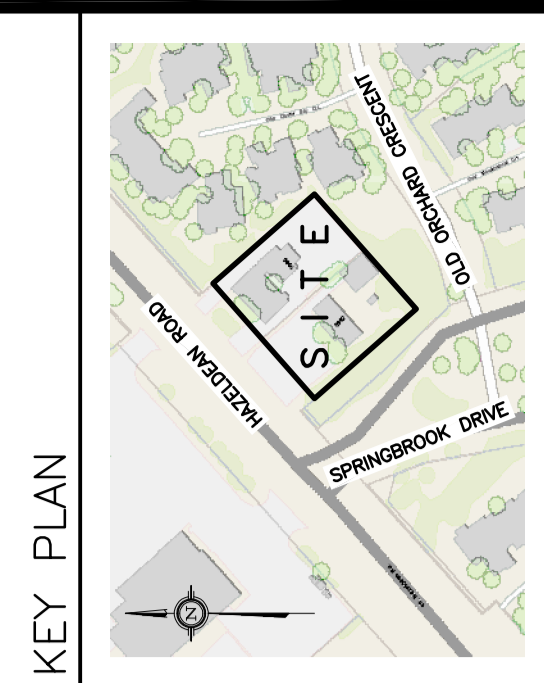 KEY PLAN
SITE
HAZELDEAN ROAD
OLD ORCHARD CRESCENT
SPRINGBROOK DRIVE
N